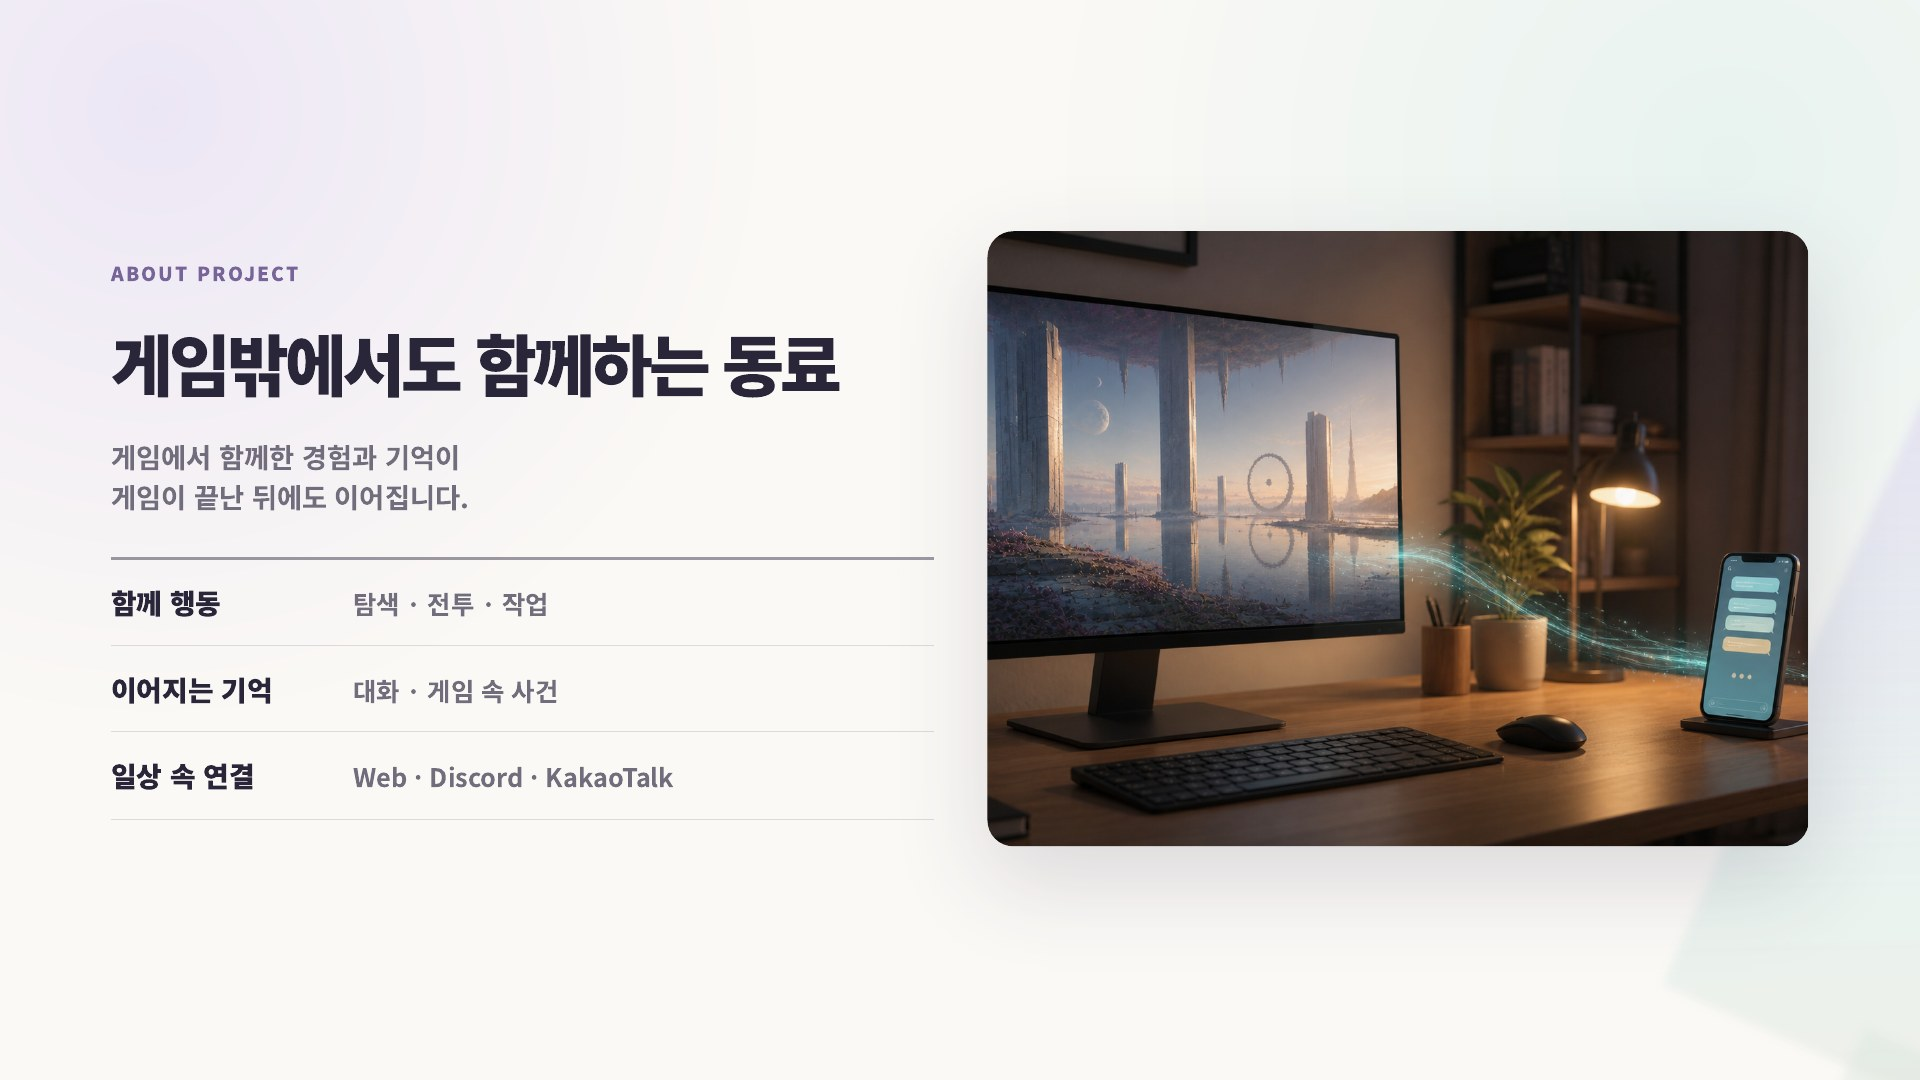 ABOUT PROJECT
게임밖에서도 함께하는 동료
게임에서 함께한 경험과 기억이
게임이 끝난 뒤에도 이어집니다.
함께 행동 탐색 · 전투 · 작업
이어지는 기억 대화 · 게임 속 사건
일상 속 연결 Web · Discord · KakaoTalk